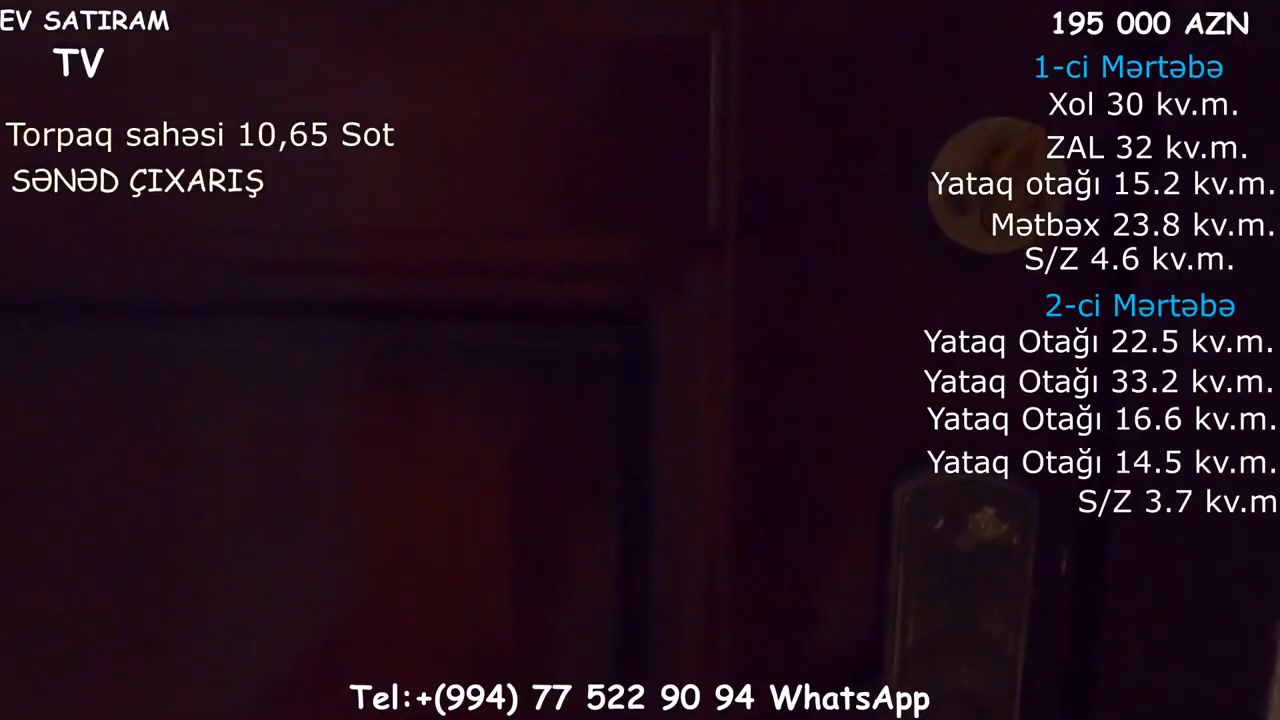 EV SATIRAM
TV
Torpaq sahəsi 10,65 Sot
SƏNƏD ÇIXARIŞ
195 000 AZN
1-ci Mərtəbə
Xol 30 kv.m.
ZAL 32 kv.m.
Yataq otağı 15.2 kv.m.
Mətbəx 23.8 kv.m.
S/Z 4.6 kv.m.
2-ci Mərtəbə
Yataq Otağı 22.5 kv.m.
Yataq Otağı 33.2 kv.m.
Yataq Otağı 16.6 kv.m.
Yataq Otağı 14.5 kv.m.
S/Z 3.7 kv.m
Tel:+(994) 77 522 90 94 WhatsApp